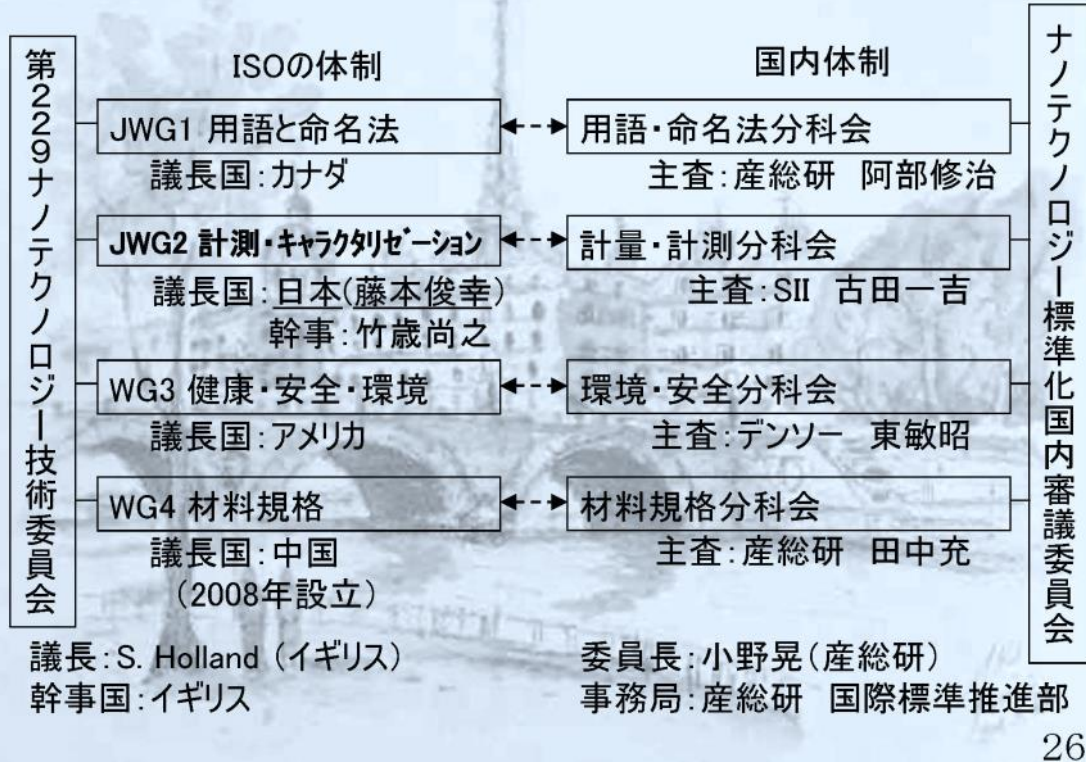 第229ナノテクノロジー技術委員会
ISOの体制
JWG1 用語と命名法
議長国:カナダ
JWG2 計測・キャラクタリゼーション
議長国:日本(藤本俊幸)
幹事:竹歳尚之
WG3 健康・安全・環境
議長国:アメリカ
WG4 材料規格
議長国:中国
(2008年設立)
議長:S. Holland (イギリス)
幹事国:イギリス
国内体制
用語・命名法分科会
主査:産総研 阿部修治
計量・計測分科会
主査:SII 古田一吉
環境・安全分科会
主査:デンソー 東敏昭
材料規格分科会
主査:産総研 田中充
委員長:小野晃(産総研)
事務局:産総研 国際標準推進部
ナノテクノロジー標準化国内審議委員会
26